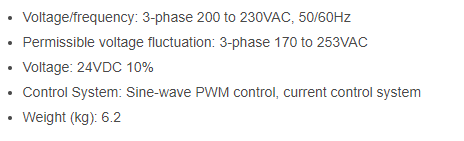 • Voltage/frequency: 3-phase 200 to 230VAC, 50/60Hz
• Permissible voltage fluctuation: 3-phase 170 to 253VAC
• Voltage: 24VDC 10%
• Control System: Sine-wave PWM control, current control system
• Weight (kg): 6.2